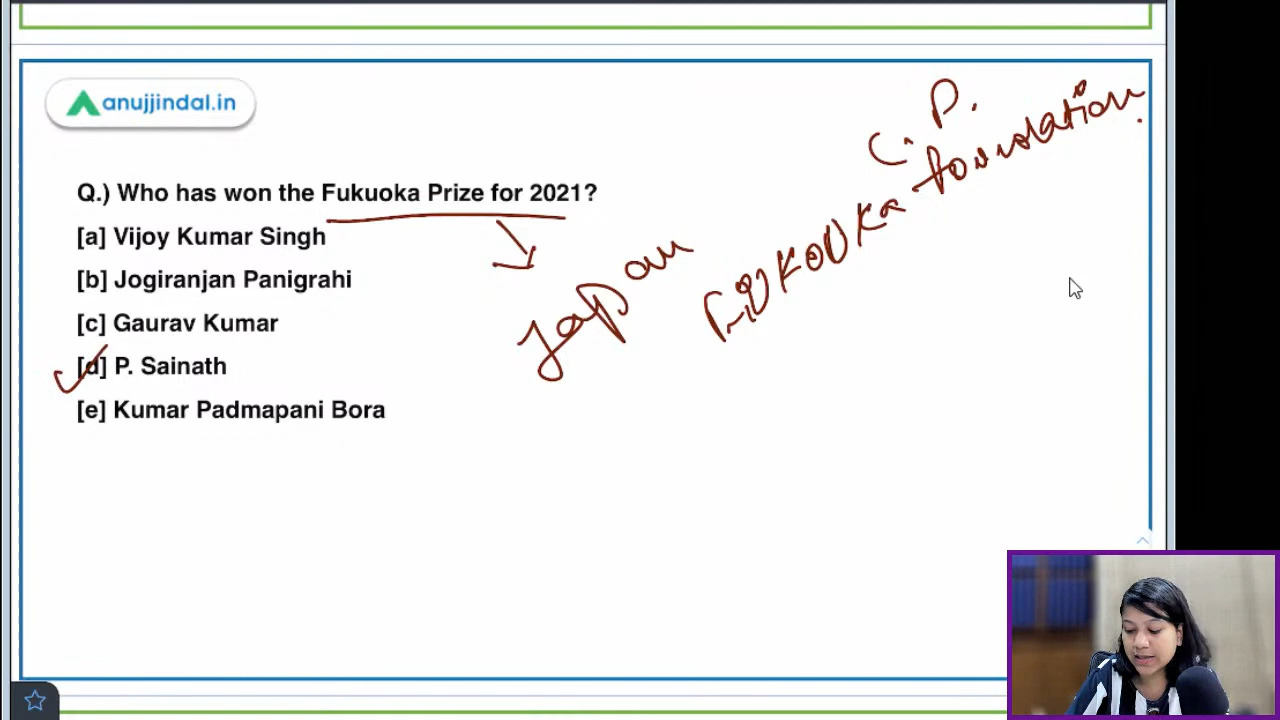 anujjindal.in
Q.) Who has won the Fukuoka Prize for 2021?
[a] Vijoy Kumar Singh
[b] Jogiranjan Panigrahi
[c] Gaurav Kumar
[d] P. Sainath
[e] Kumar Padmapani Bora
Japan
C. P.
foundation